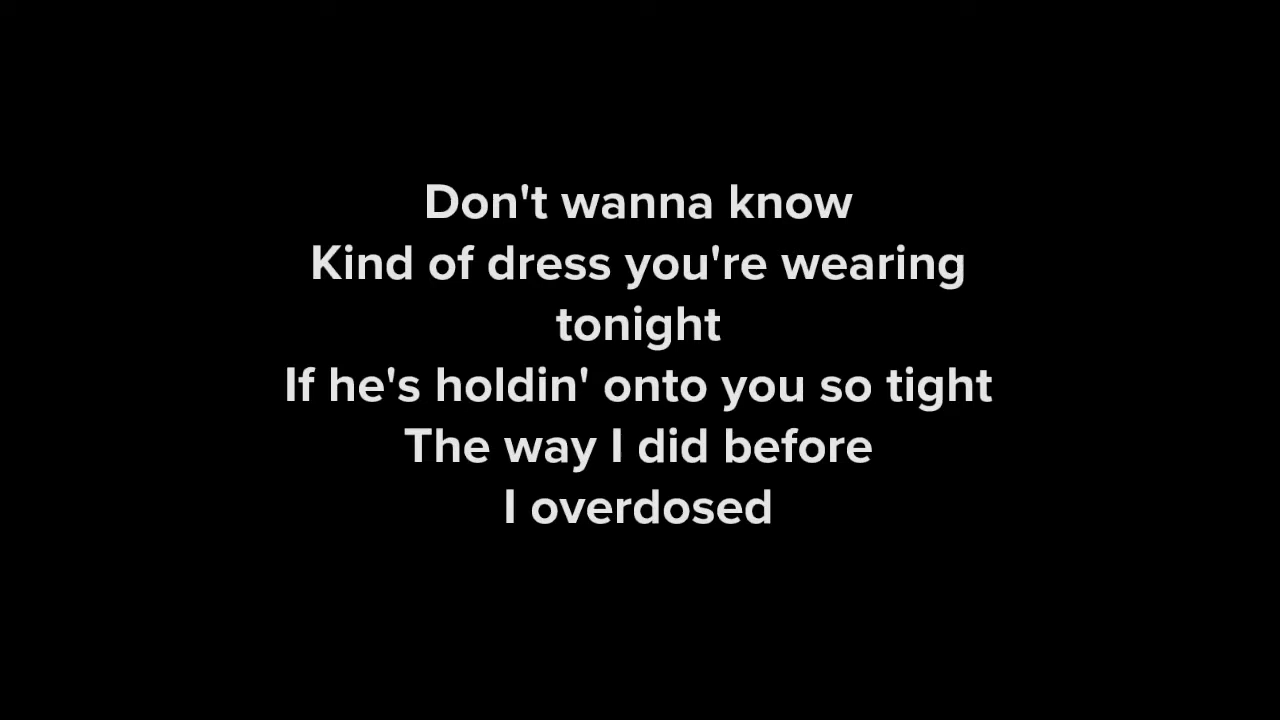 Don't wanna know
Kind of dress you're wearing
tonight
If he's holdin' onto you so tight
The way I did before
I overdosed